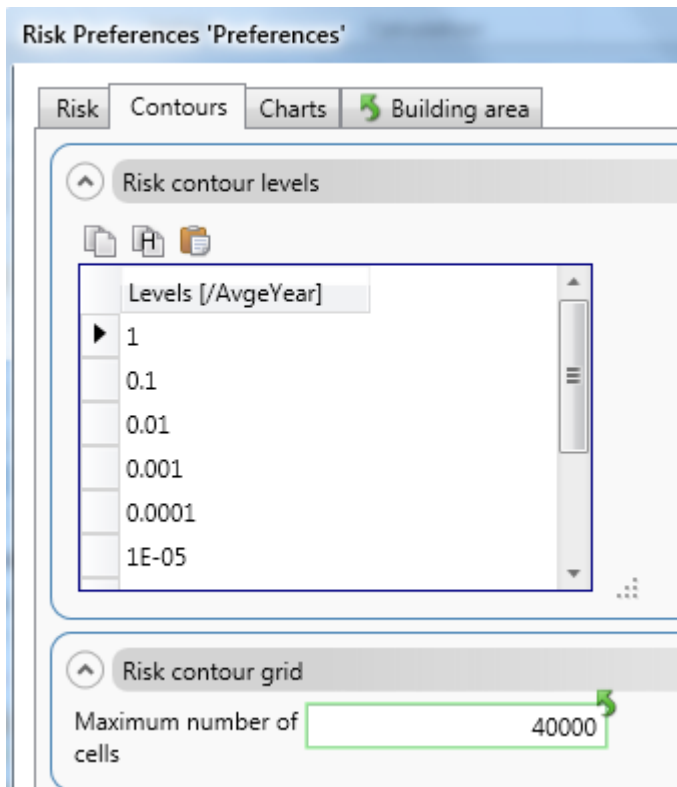 Risk Preferences 'Preferences'
Risk Contours Charts Building area
Risk contour levels
H
Levels [/AvgeYear]
1
0.1
0.01
0.001
0.0001
1E-05
Risk contour grid
Maximum number of
cells
40000